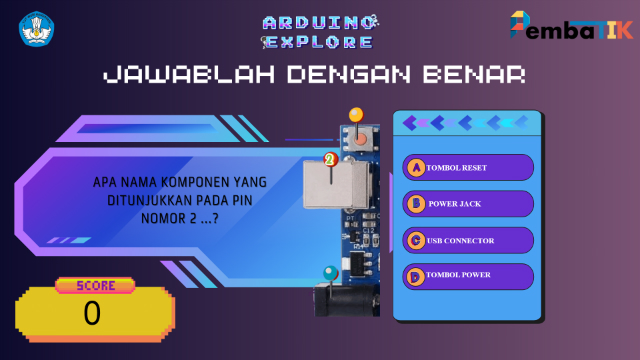 ARDUINO
EXPLORE
PembaTIK
JAWABLAH DENGAN BENAR
APA NAMA KOMPONEN YANG
DITUNJUKKAN PADA PIN
NOMOR 2 ...?
2
A TOMBOL RESET
B POWER JACK
C USB CONNECTOR
D TOMBOL POWER
SCORE
0